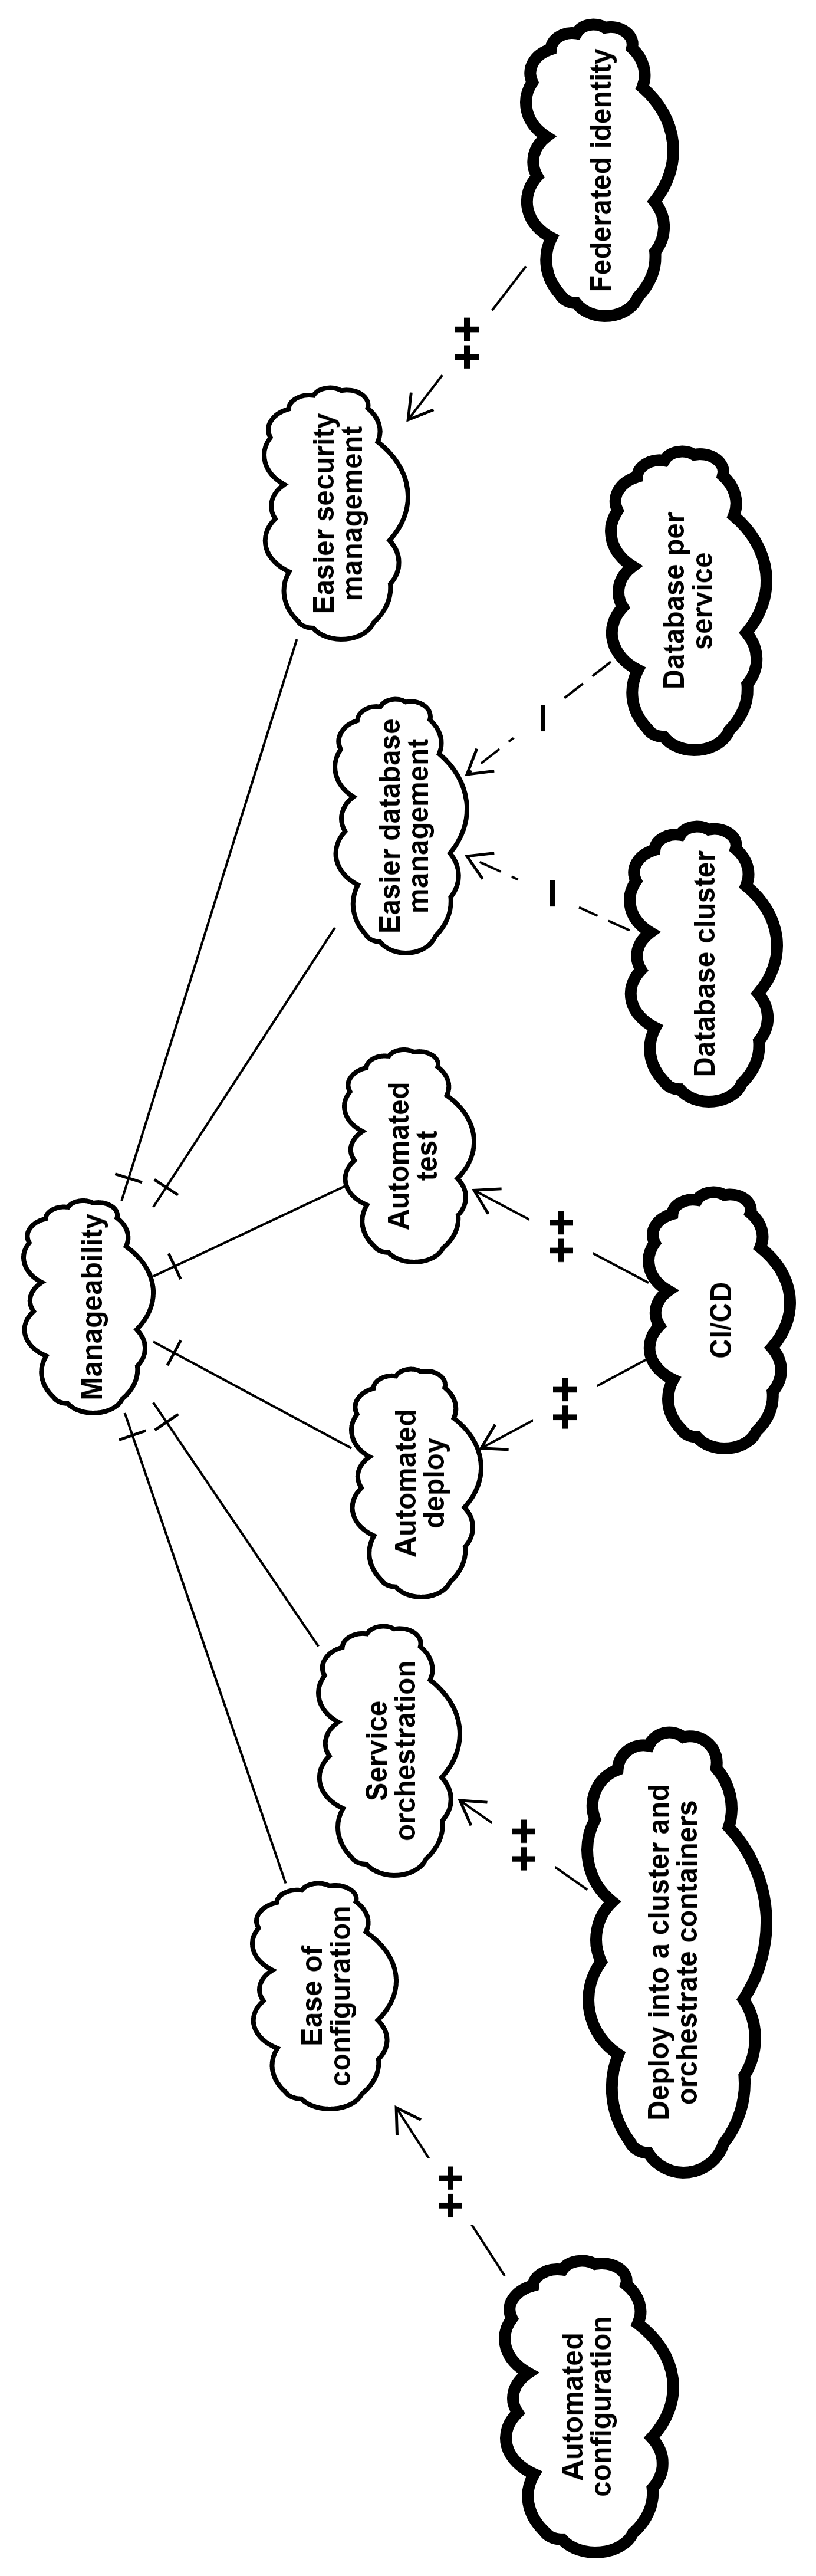 Manageability
Ease of
configuration
Service
orchestration
Automated
deploy
Automated
test
Easier database
management
Easier security
management
++
++
++
++
–
–
++
Automated
configuration
Deploy into a cluster and
orchestrate containers
CI/CD
Database cluster
Database per
service
Federated identity